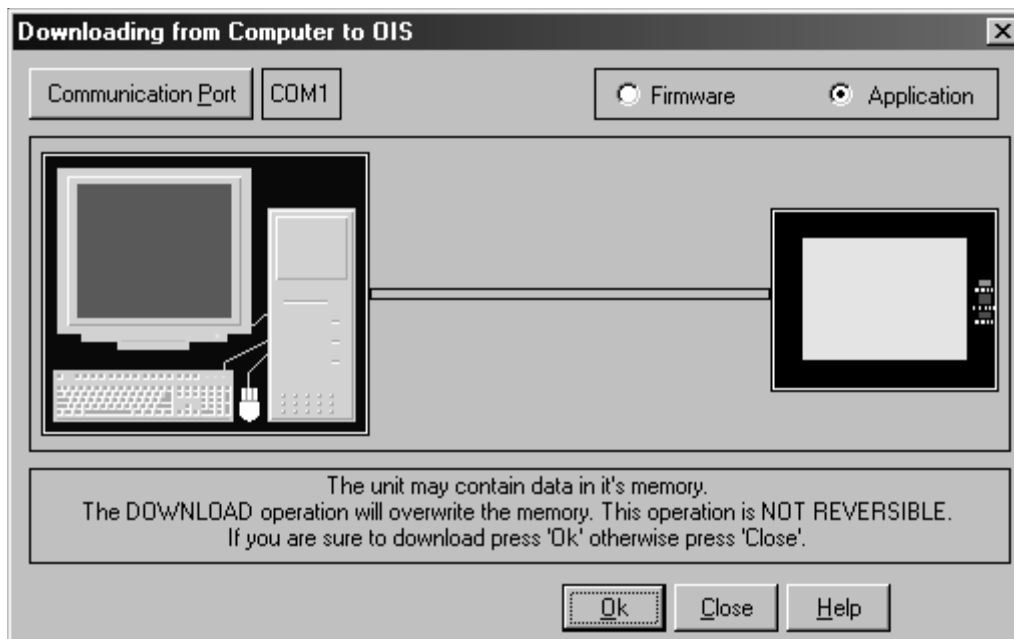 Downloading from Computer to OIS
Communication Port
COM1
Firmware
Application
The unit may contain data in it's memory.
The DOWNLOAD operation will overwrite the memory. This operation is NOT REVERSIBLE.
If you are sure to download press 'Ok' otherwise press 'Close'.
Ok
Close
Help